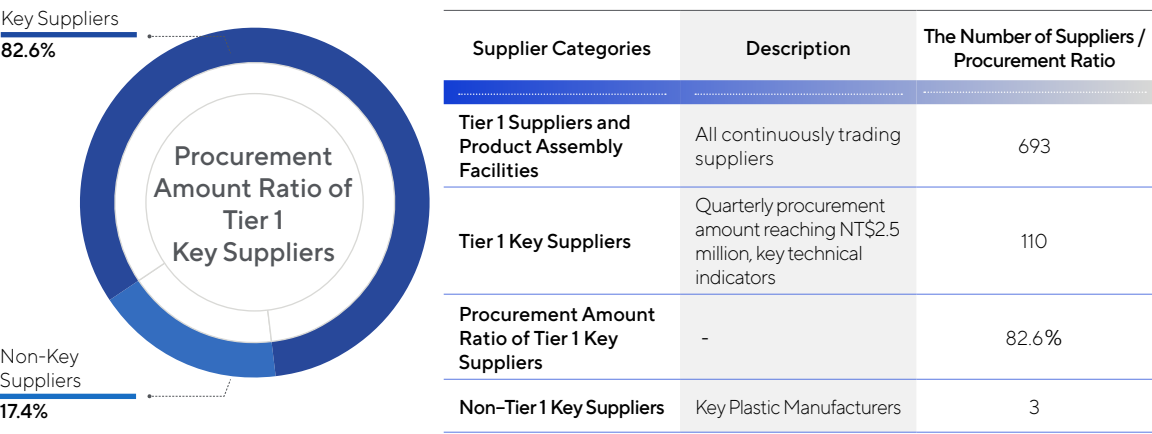 Key Suppliers
82.6%
Procurement
Amount Ratio of
Tier 1
Key Suppliers
Non-Key
Suppliers
17.4%
Supplier Categories
Description
The Number of Suppliers /
Procurement Ratio
Tier 1 Suppliers and
Product Assembly
Facilities
All continuously trading
suppliers
693
Tier 1 Key Suppliers
Quarterly procurement
amount reaching NT$2.5
million, key technical
indicators
110
Procurement Amount
Ratio of Tier 1 Key
Suppliers
-
82.6%
Non–Tier 1 Key Suppliers
Key Plastic Manufacturers
3